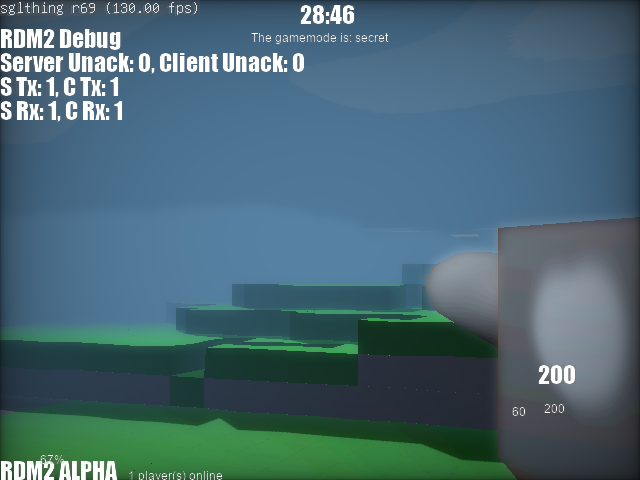 sglthing r69 (130.00 fps)
28:46
The gamemode is: secret
RDM2 Debug
Server Unack: 0, Client Unack: 0
S Tx: 1, C Tx: 1
S Rx: 1, C Rx: 1
200
60 200
67%
RDM2 ALPHA 1 player(s) online